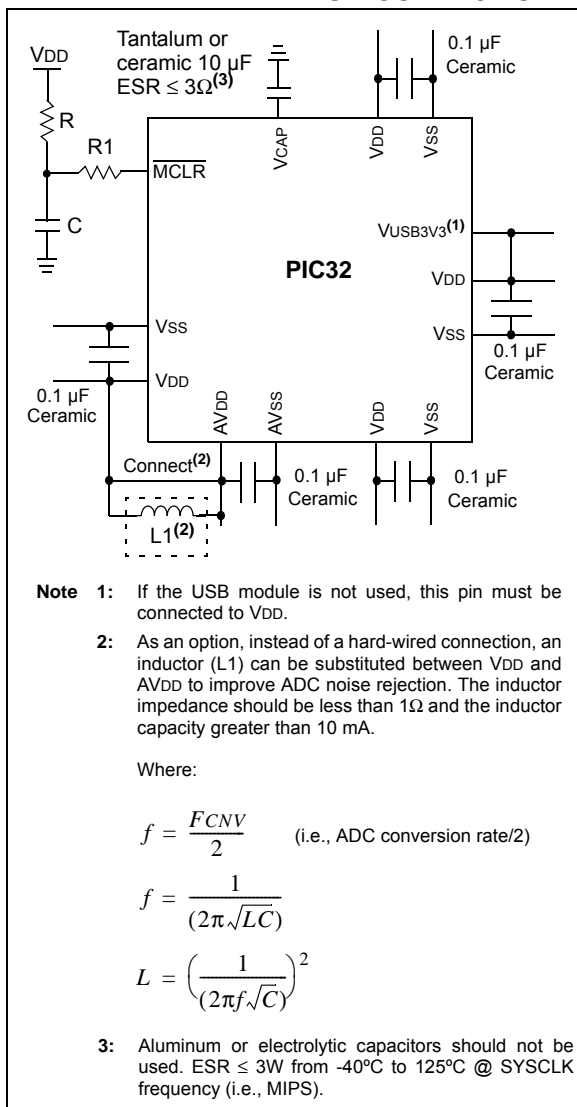 VDD
Tantalum or
ceramic 10 µF
ESR ≤ 3Ω(3)
0.1 µF
Ceramic
R
R1
C
MCLR
VCAP
VDD
VSS
VUSB3V3(1)
PIC32
VDD
VSS
0.1 µF
Ceramic
VSS
VDD
0.1 µF
Ceramic
AVDD
AVSS
VDD
VSS
Connect(2)
L1(2)
0.1 µF
Ceramic
0.1 µF
Ceramic
Note 1: If the USB module is not used, this pin must be
connected to VDD.
2: As an option, instead of a hard-wired connection, an
inductor (L1) can be substituted between VDD and
AVDD to improve ADC noise rejection. The inductor
impedance should be less than 1Ω and the inductor
capacity greater than 10 mA.
Where:
f = FCNV / 2 (i.e., ADC conversion rate/2)
f = 1 / (2π√LC)
L = (1 / (2πf√C))²
3: Aluminum or electrolytic capacitors should not be
used. ESR ≤ 3W from -40ºC to 125ºC @ SYSCLK
frequency (i.e., MIPS).